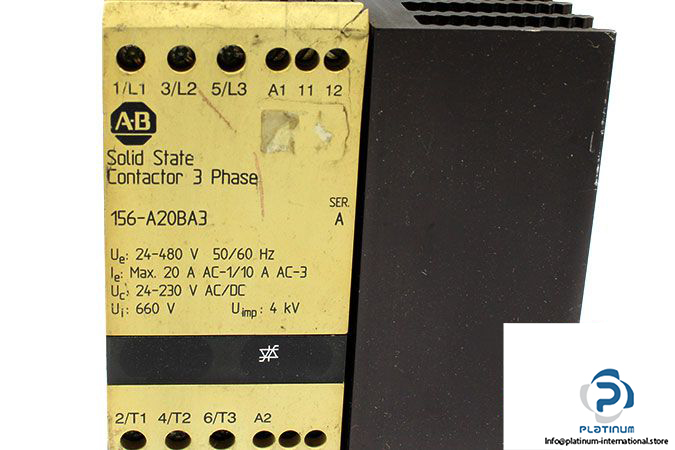 1/L1 3/L2 5/L3 A1 11 12
A-B
Solid State
Contactor 3 Phase
SER.
156-A20BA3 A
Ue: 24-480 V 50/60 Hz
Ie: Max. 20 A AC-1/10 A AC-3
Uc: 24-230 V AC/DC
Ui: 660 V Uimp: 4 kV
2/T1 4/T2 6/T3 A2
PLATINUM
info@platinum-international.store